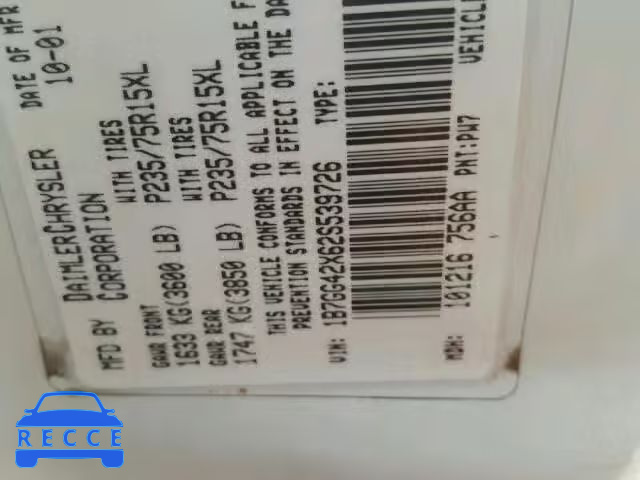 MFD BY DAIMLERCHRYSLER DATE OF MFR
CORPORATION 10-01
GAWR FRONT WITH TIRES
1633 KG(3600 LB) P235/75R15XL
GAWR REAR WITH TIRES
1747 KG(3850 LB) P235/75R15XL
THIS VEHICLE CONFORMS TO ALL APPLICABLE F
PREVENTION STANDARDS IN EFFECT ON THE DA
VIN: 1B7GG42X62S539726 TYPE:
MDH: 101216 756AA PNT:PW7 VEHICLE
RECCE